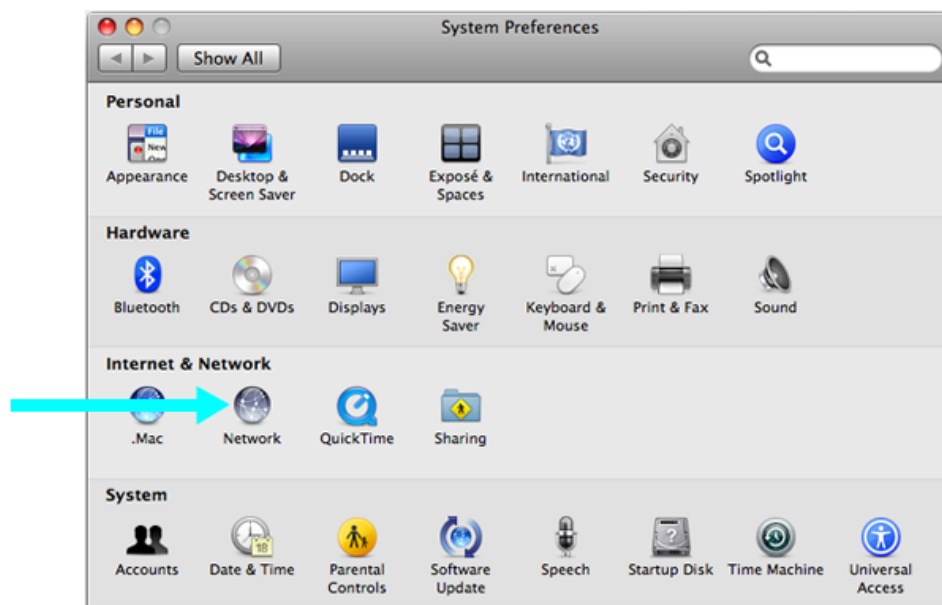 System Preferences
Show All
Personal
Appearance
Desktop &
Screen Saver
Dock
Exposé &
Spaces
International
Security
Spotlight
Hardware
Bluetooth
CDs & DVDs
Displays
Energy
Saver
Keyboard &
Mouse
Print & Fax
Sound
Internet & Network
.Mac
Network
QuickTime
Sharing
System
Accounts
Date & Time
Parental
Controls
Software
Update
Speech
Startup Disk
Time Machine
Universal
Access
File
New
18
?